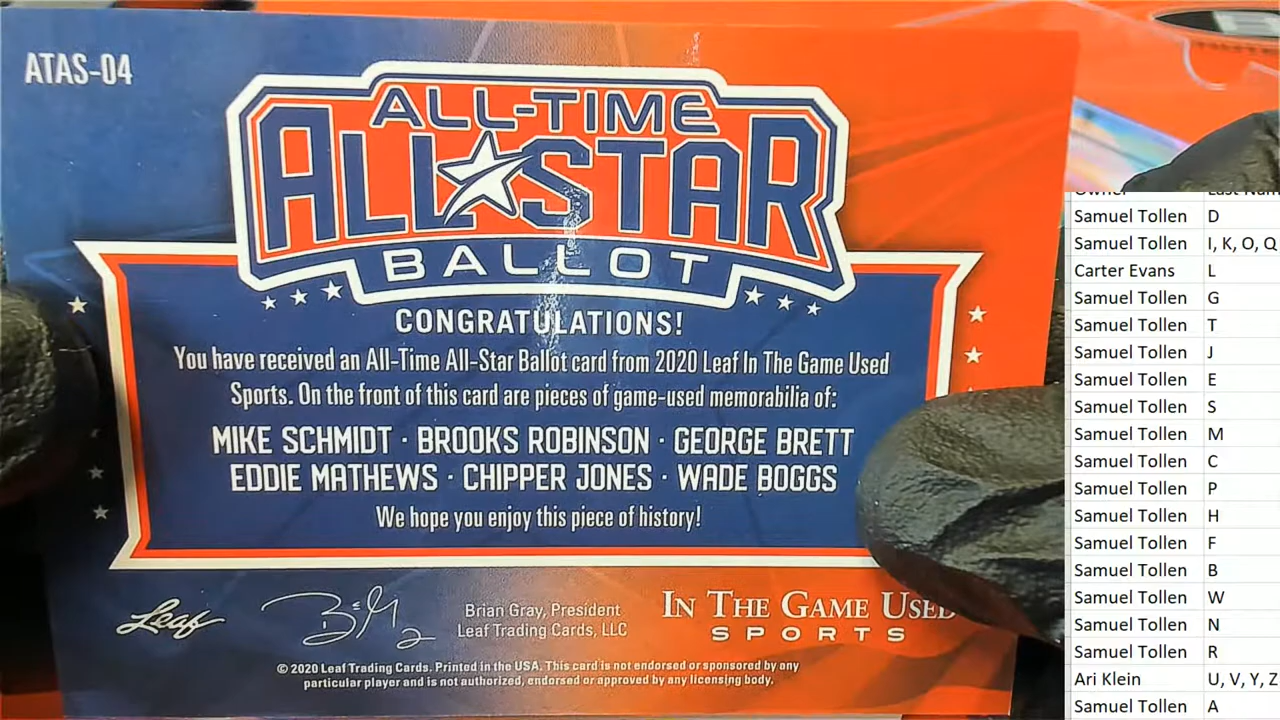 ATAS-04
ALL-TIME
ALL STAR
BALLOT
CONGRATULATIONS!
You have received an All-Time All-Star Ballot card from 2020 Leaf In The Game Used
Sports. On the front of this card are pieces of game-used memorabilia of:
MIKE SCHMIDT · BROOKS ROBINSON · GEORGE BRETT
EDDIE MATHEWS · CHIPPER JONES · WADE BOGGS
We hope you enjoy this piece of history!
Leaf
Brian Gray, President
Leaf Trading Cards, LLC
IN THE GAME USED
SPORTS
© 2020 Leaf Trading Cards. Printed in the USA. This card is not endorsed or sponsored by any
particular player and is not authorized, endorsed or approved by any licensing body.
Samuel Tollen D
Samuel Tollen I, K, O, Q
Carter Evans L
Samuel Tollen G
Samuel Tollen T
Samuel Tollen J
Samuel Tollen E
Samuel Tollen S
Samuel Tollen M
Samuel Tollen C
Samuel Tollen P
Samuel Tollen H
Samuel Tollen F
Samuel Tollen B
Samuel Tollen W
Samuel Tollen N
Samuel Tollen R
Ari Klein U, V, Y, Z
Samuel Tollen A